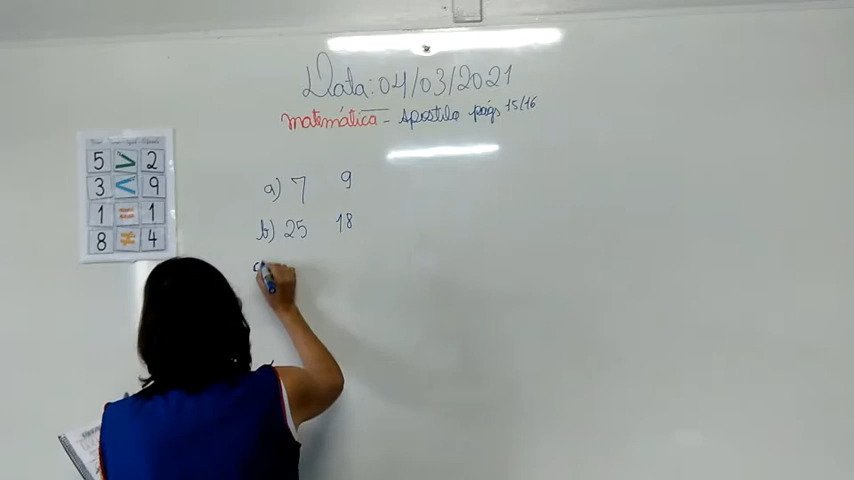 Data: 04/03/2021
Matemática - Apostila págs 15/16
a) 7 9
b) 25 18
c
5 > 2
3 < 9
1 = 1
8 ≠ 4